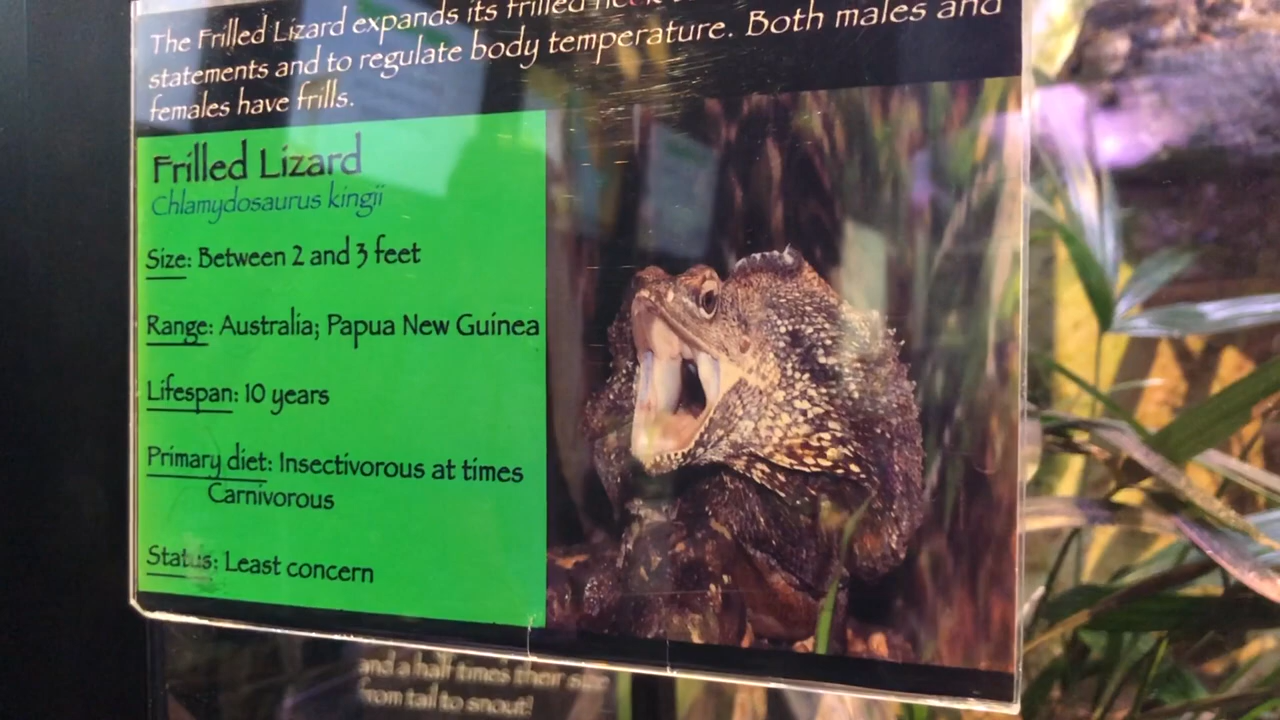 The Frilled Lizard expands its frilled neck
statements and to regulate body temperature. Both males and
females have frills.
Frilled Lizard
Chlamydosaurus kingii
Size: Between 2 and 3 feet
Range: Australia; Papua New Guinea
Lifespan: 10 years
Primary diet: Insectivorous at times
Carnivorous
Status: Least concern
and a half times their size
from tail to snout!